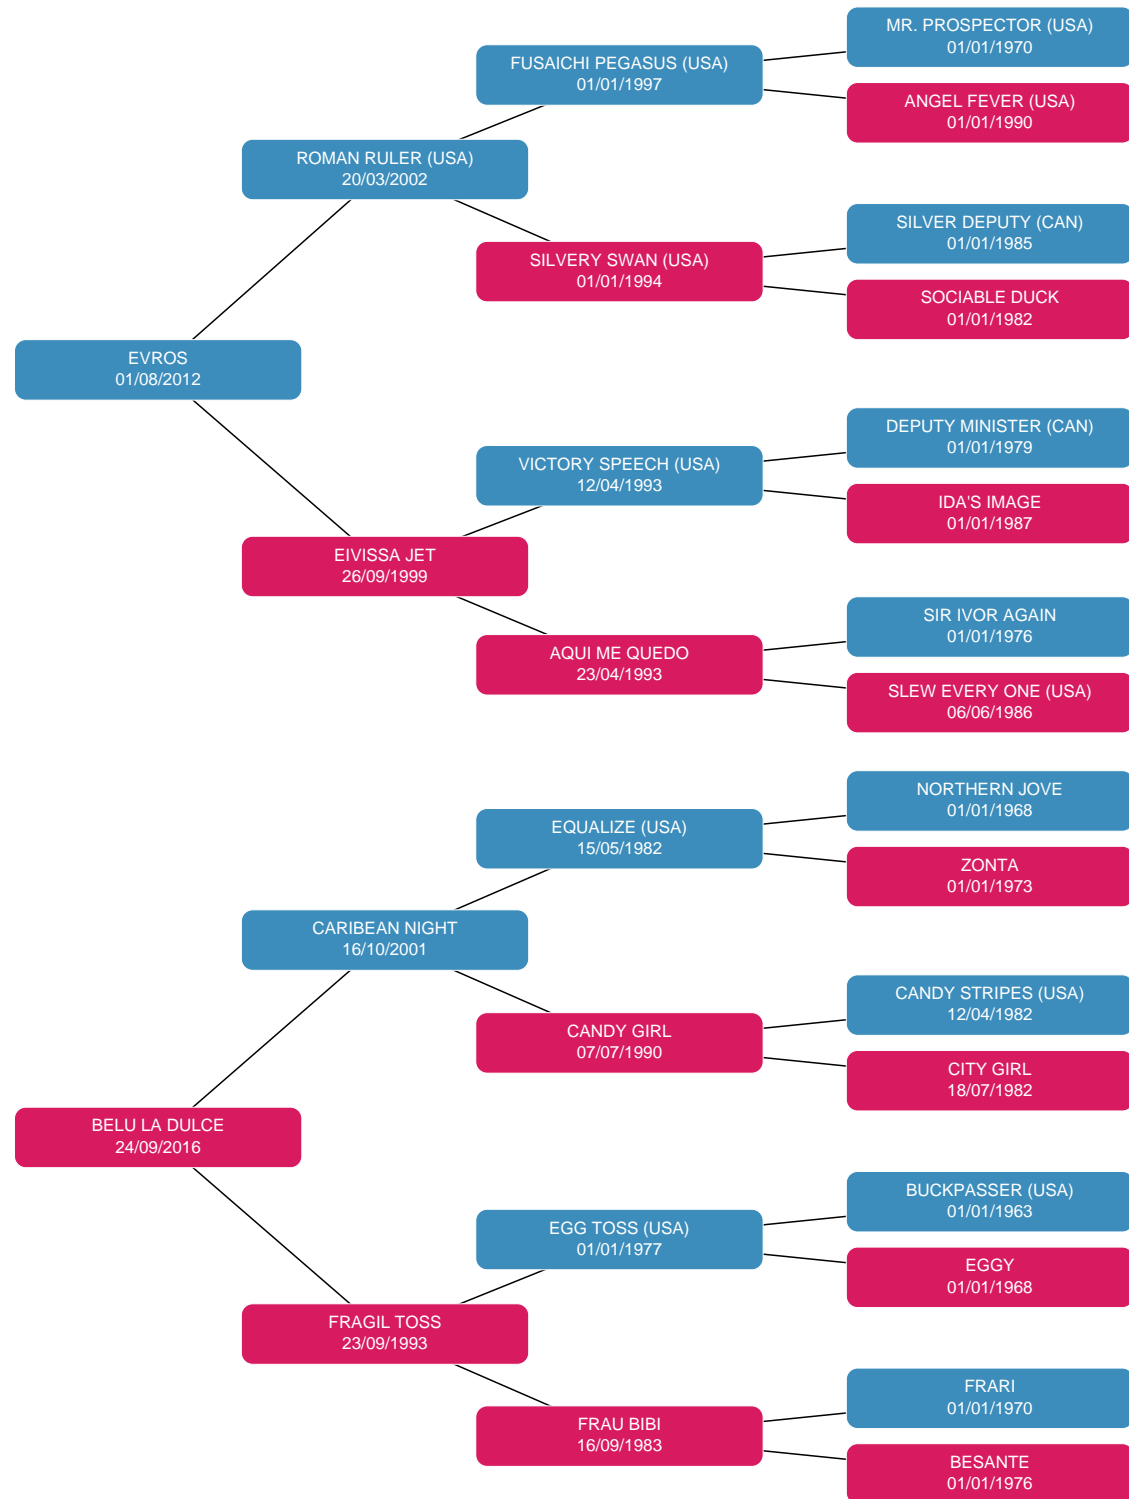 MR. PROSPECTOR (USA)
01/01/1970
FUSAICHI PEGASUS (USA)
01/01/1997
ANGEL FEVER (USA)
01/01/1990
ROMAN RULER (USA)
20/03/2002
SILVER DEPUTY (CAN)
01/01/1985
SILVERY SWAN (USA)
01/01/1994
SOCIABLE DUCK
01/01/1982
EVROS
01/08/2012
DEPUTY MINISTER (CAN)
01/01/1979
VICTORY SPEECH (USA)
12/04/1993
IDA'S IMAGE
01/01/1987
EIVISSA JET
26/09/1999
SIR IVOR AGAIN
01/01/1976
AQUI ME QUEDO
23/04/1993
SLEW EVERY ONE (USA)
06/06/1986
NORTHERN JOVE
01/01/1968
EQUALIZE (USA)
15/05/1982
ZONTA
01/01/1973
CARIBEAN NIGHT
16/10/2001
CANDY STRIPES (USA)
12/04/1982
CANDY GIRL
07/07/1990
CITY GIRL
18/07/1982
BELU LA DULCE
24/09/2016
BUCKPASSER (USA)
01/01/1963
EGG TOSS (USA)
01/01/1977
EGGY
01/01/1968
FRAGIL TOSS
23/09/1993
FRARI
01/01/1970
FRAU BIBI
16/09/1983
BESANTE
01/01/1976